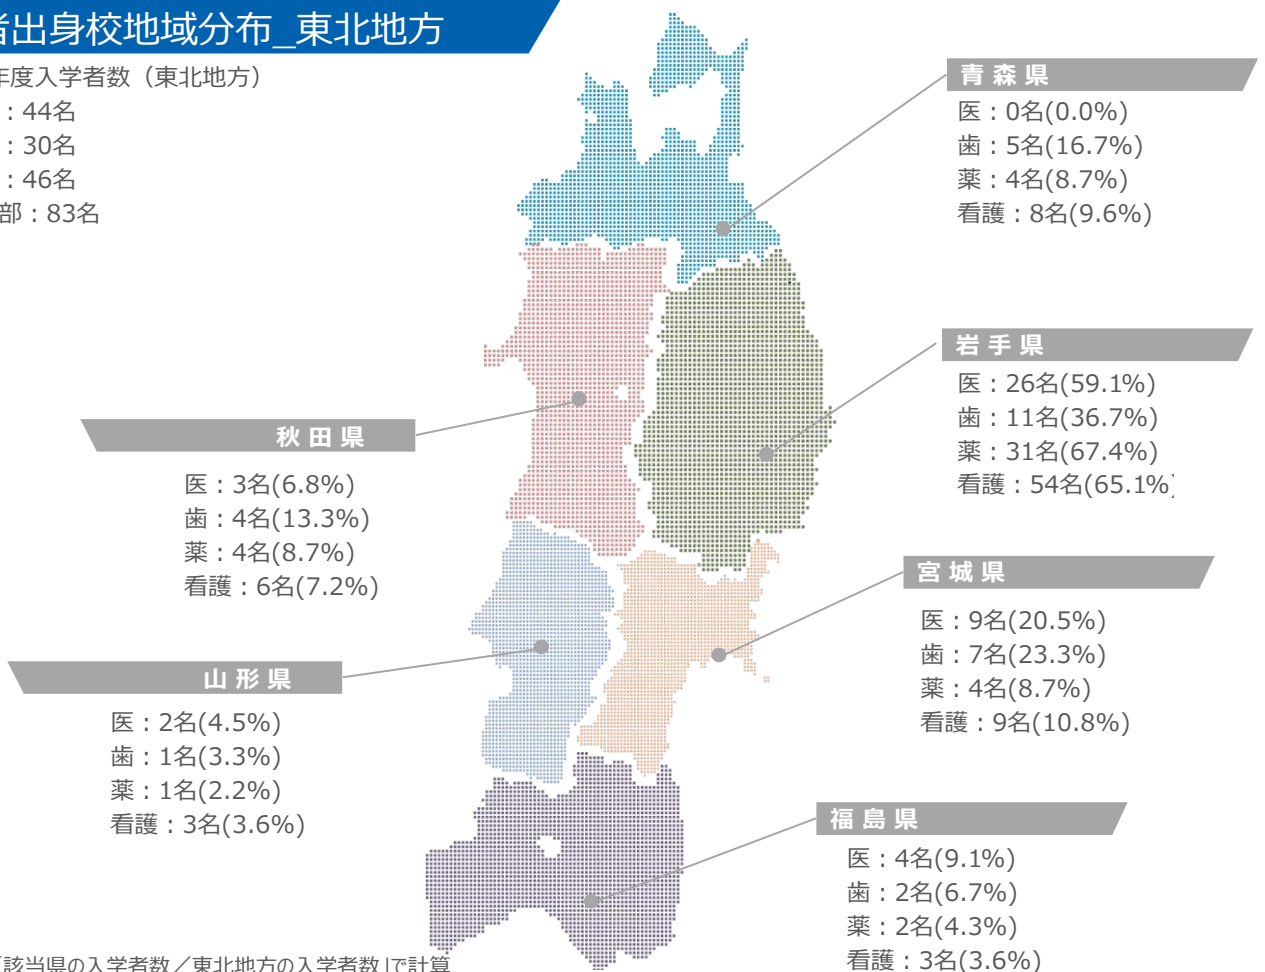 出身校地域分布_東北地方
年度入学者数（東北地方）
：44名
：30名
：46名
部：83名
青森県
医：0名(0.0%)
歯：5名(16.7%)
薬：4名(8.7%)
看護：8名(9.6%)
岩手県
医：26名(59.1%)
歯：11名(36.7%)
薬：31名(67.4%)
看護：54名(65.1%)
秋田県
医：3名(6.8%)
歯：4名(13.3%)
薬：4名(8.7%)
看護：6名(7.2%)
宮城県
医：9名(20.5%)
歯：7名(23.3%)
薬：4名(8.7%)
看護：9名(10.8%)
山形県
医：2名(4.5%)
歯：1名(3.3%)
薬：1名(2.2%)
看護：3名(3.6%)
福島県
医：4名(9.1%)
歯：2名(6.7%)
薬：2名(4.3%)
看護：3名(3.6%)
「該当県の入学者数／東北地方の入学者数」で計算